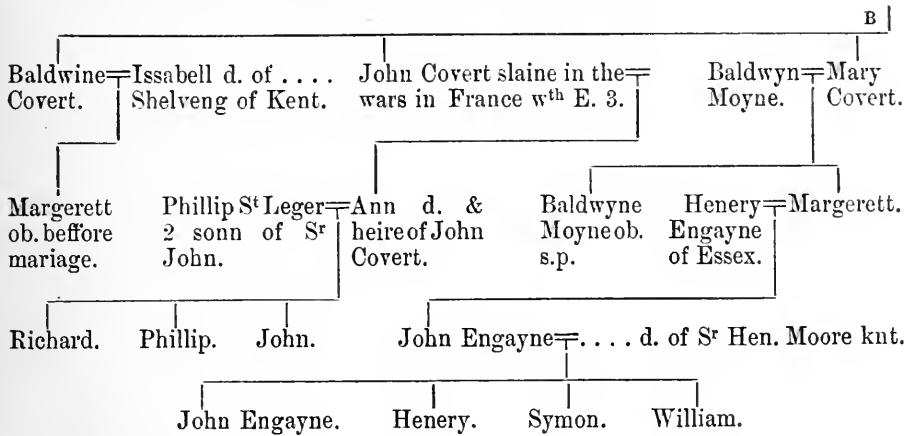 B
Baldwine Issabell d. of .... John Covert slaine in the Baldwyn Mary
Covert. Shelveng of Kent. wars in France wth E. 3. Moyne. Covert.
Margerett Phillip St Leger Ann d. & Baldwyne Henery Margerett.
ob. beffore 2 sonn of Sr heire of John Moyne ob. Engayne
mariage. John. Covert. s.p. of Essex.
Richard. Phillip. John. John Engayne .... d. of Sr Hen. Moore knt.
John Engayne. Henery. Symon. William.